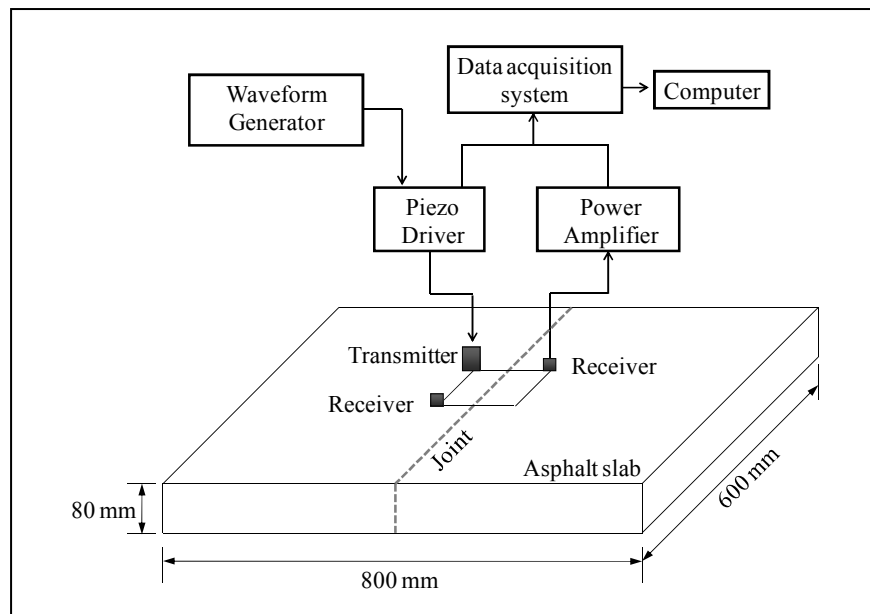 Waveform
Generator
Data acquisition
system
Computer
Piezo
Driver
Power
Amplifier
Transmitter
Receiver
Receiver
Joint
Asphalt slab
80 mm
600 mm
800 mm